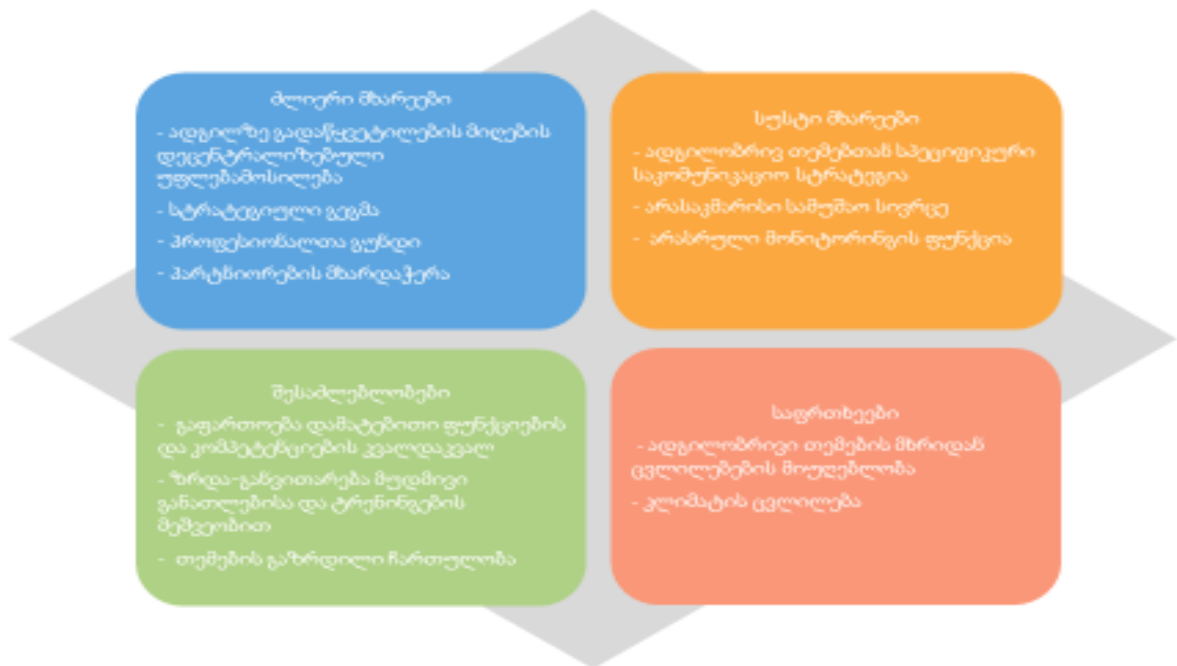 ძლიერი მხარეები
- ადგილზე გადაწყვეტილების მიღების
დეცენტრალიზებული
უფლებამოსილება
- სტრატეგიული გეგმა
- პროფესიონალთა გუნდი
- პარტნიორების მხარდაჭერა
სუსტი მხარეები
- ადგილობრივ თემებთან სპეციფიკური
საკომუნიკაციო სტრატეგია
- არასაკმარისი სამუშაო სივრცე
- არასრული მონიტორინგის ფუნქცია
შესაძლებლობები
- გაფართოება დამატებითი ფუნქციების
და კომპეტენციების კვალდაკვალ
- ზრდა-განვითარება მუდმივი
განათლებისა და ტრენინგების
მეშვეობით
- თემების გაზრდილი ჩართულობა
საფრთხეები
- ადგილობრივი თემების მხრიდან
ცვლილებების მიუღებლობა
- კლიმატის ცვლილება